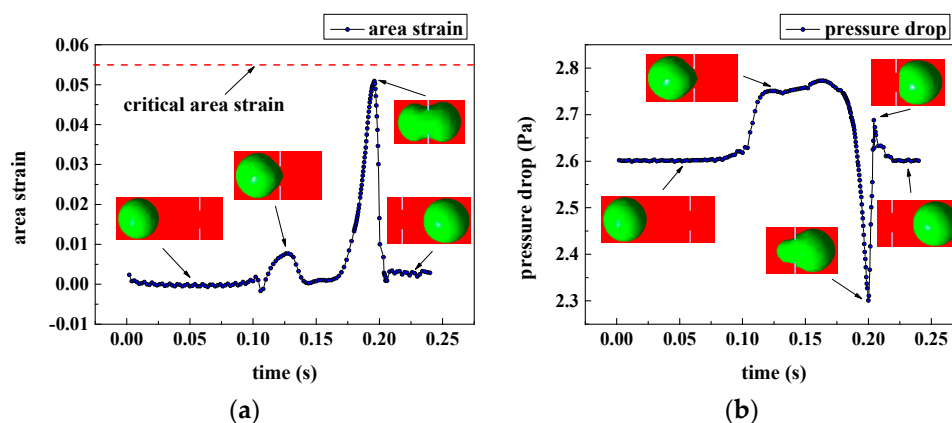 area strain
0.06
0.05
0.04
0.03
0.02
0.01
0.00
-0.01
critical area strain
area strain
0.00 0.05 0.10 0.15 0.20 0.25
time (s)
(a)
pressure drop
2.8
2.7
2.6
2.5
2.4
2.3
pressure drop (Pa)
0.00 0.05 0.10 0.15 0.20 0.25
time (s)
(b)